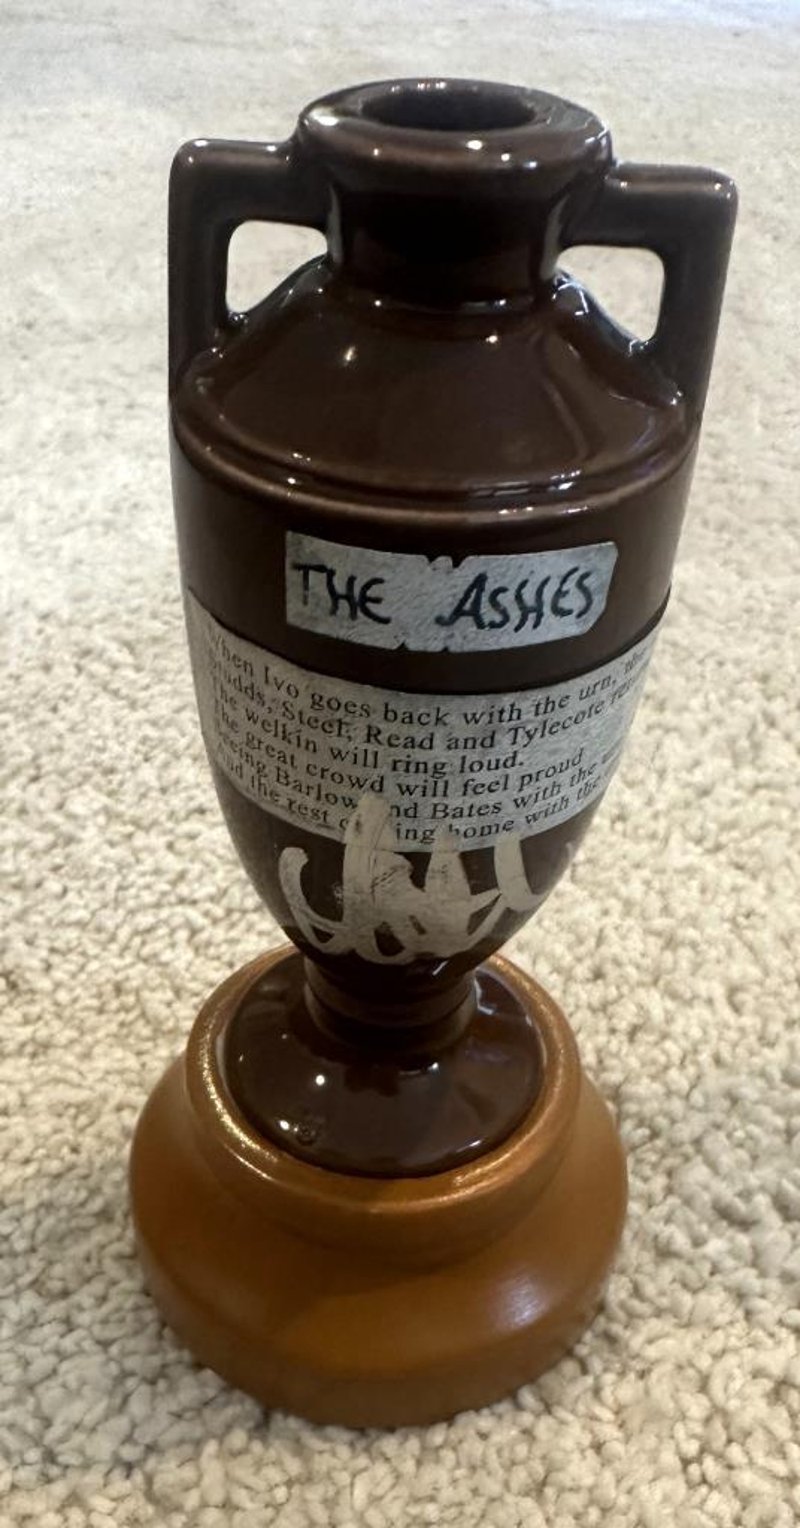 THE ASHES
When Ivo goes back with the urn, the
Studds, Steel, Read and Tylecote
The welkin will ring loud.
The great crowd will feel proud
Seeing Barlow and Bates with the
And the rest coming home with the